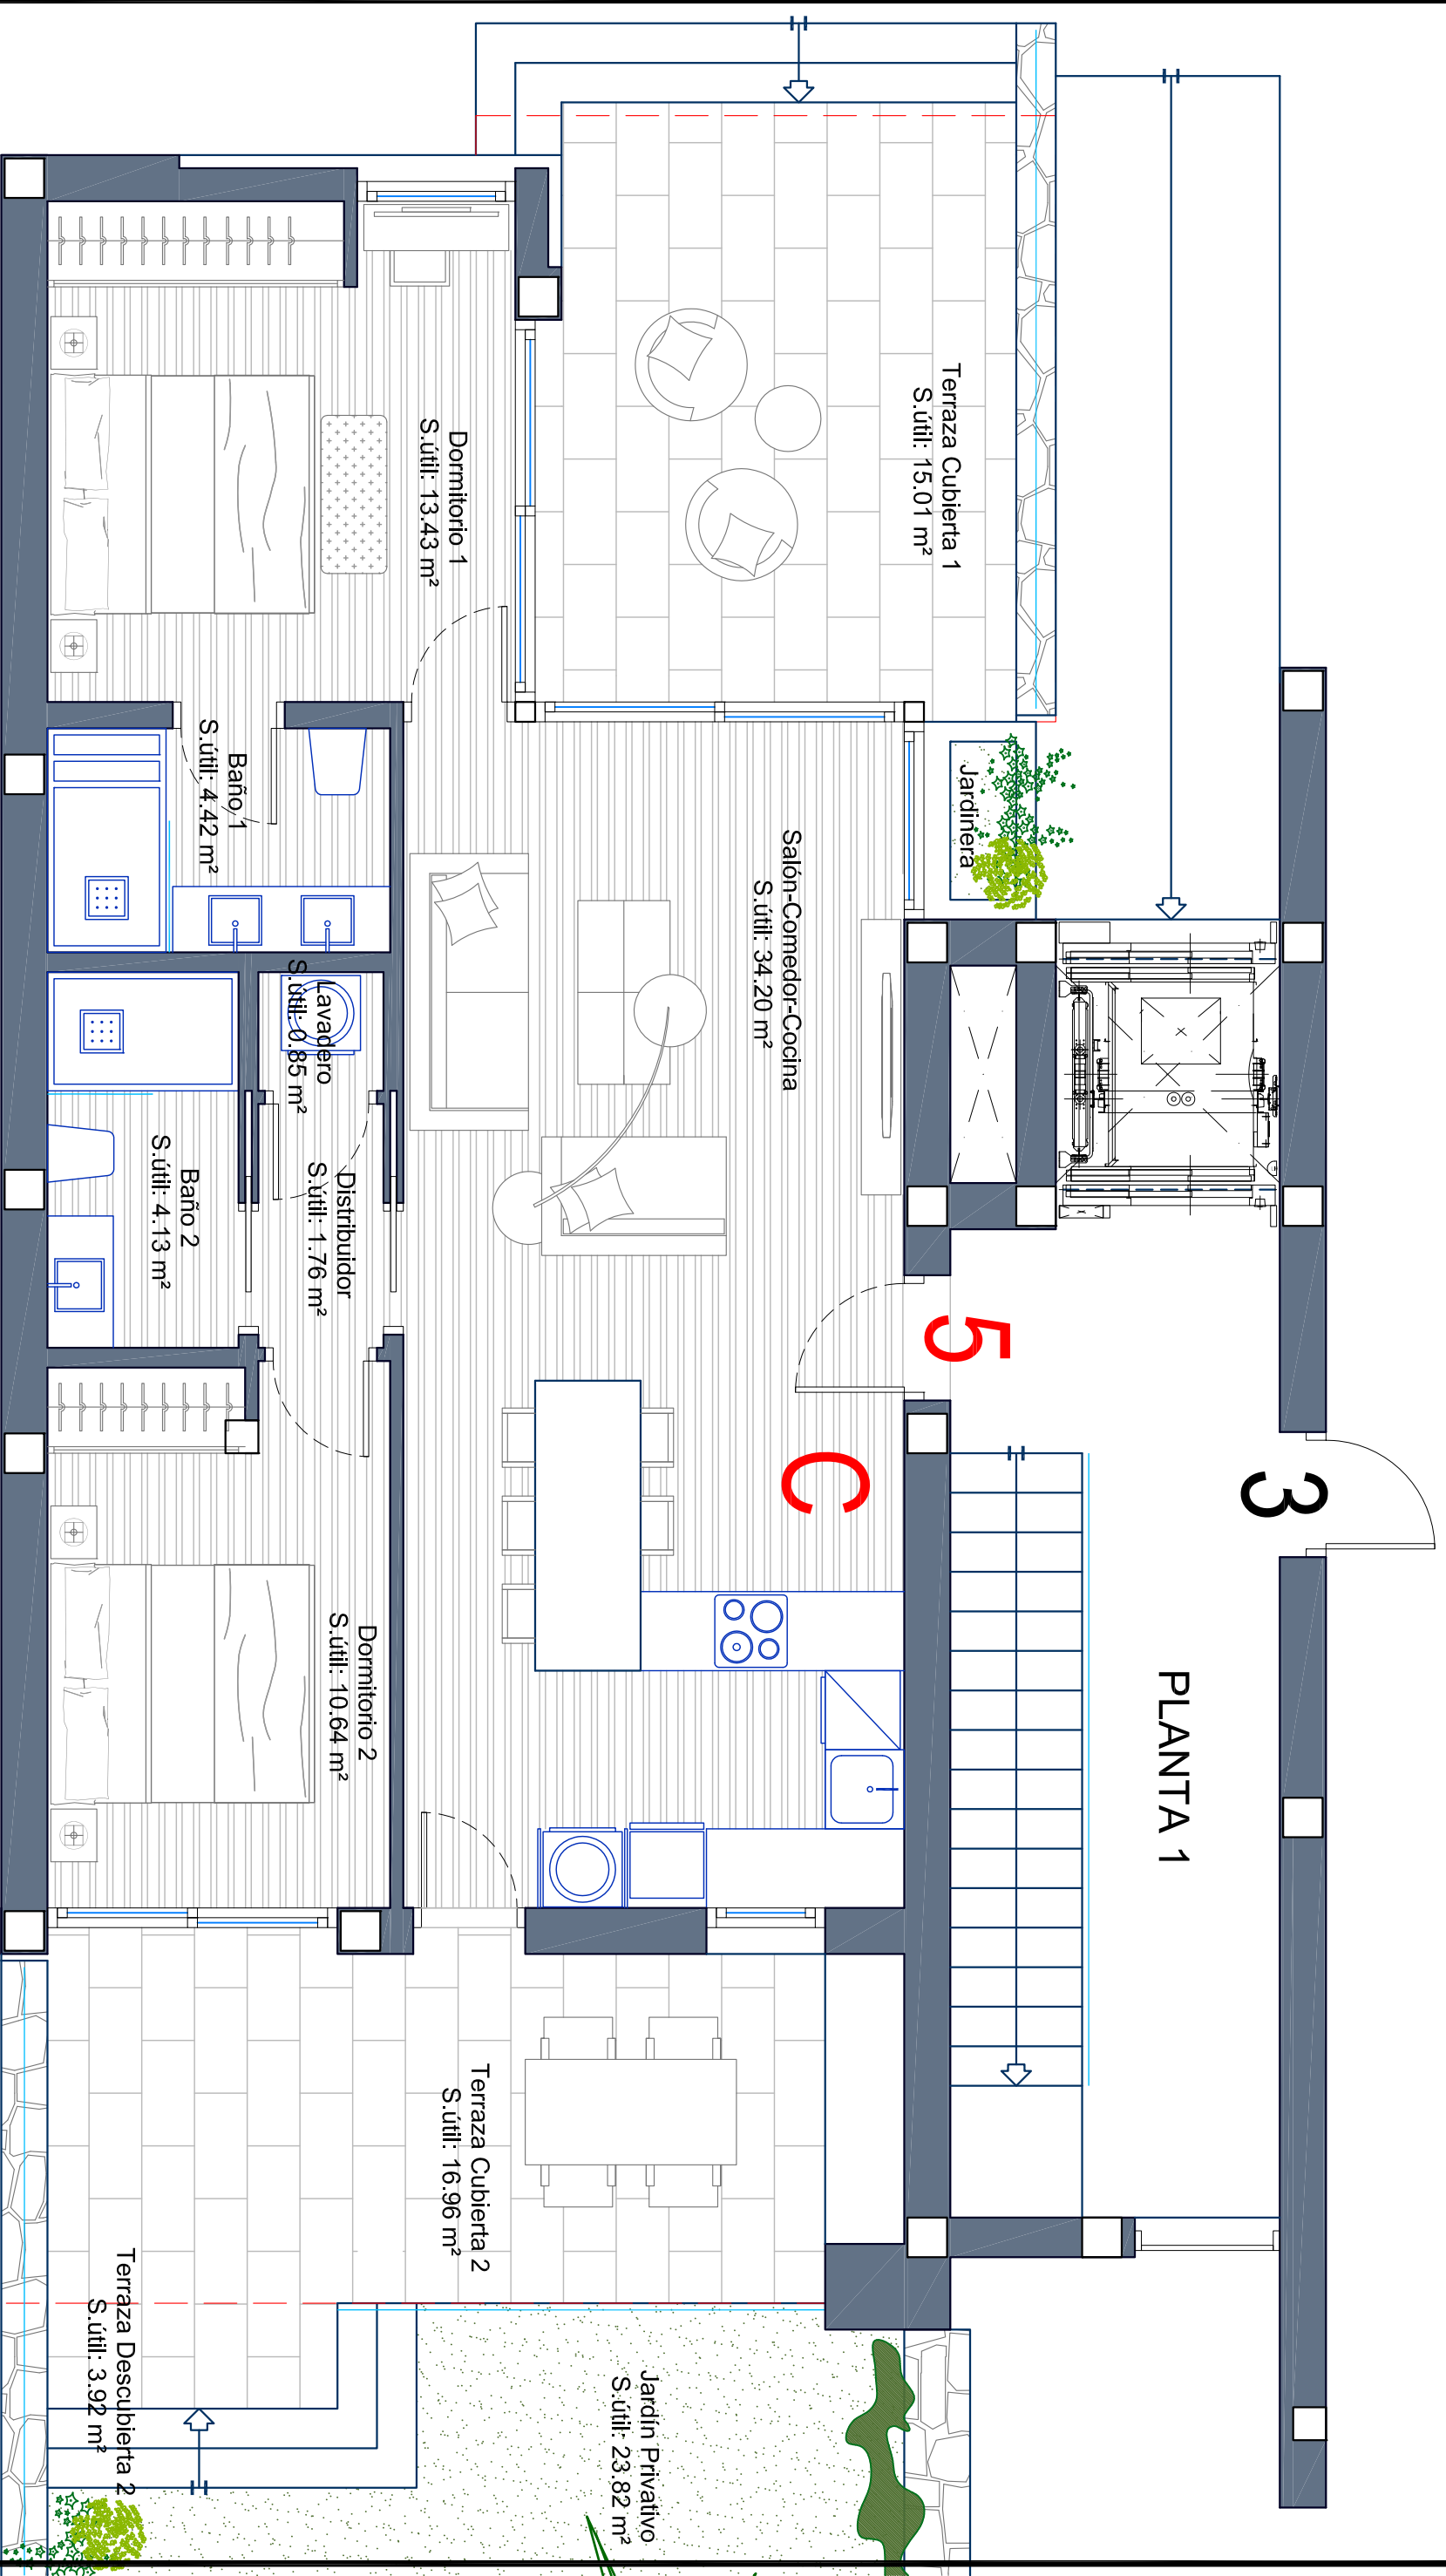 Terraza Cubierta 1
S.útil: 15.01 m²
Dormitorio 1
S.útil: 13.43 m²
Jardinera
Baño 1
S.útil: 4.42 m²
Salón-Comedor-Cocina
S.útil: 34.20 m²
Lavadero
S.útil: 0.85 m²
Distribuidor
S.útil: 1.76 m²
Baño 2
S.útil: 4.13 m²
5
C
3
PLANTA 1
Dormitorio 2
S.útil: 10.64 m²
Terraza Cubierta 2
S.útil: 16.96 m²
Terraza Descubierta 2
S.útil: 3.92 m²
Jardín Privativo
S.útil: 23.82 m²